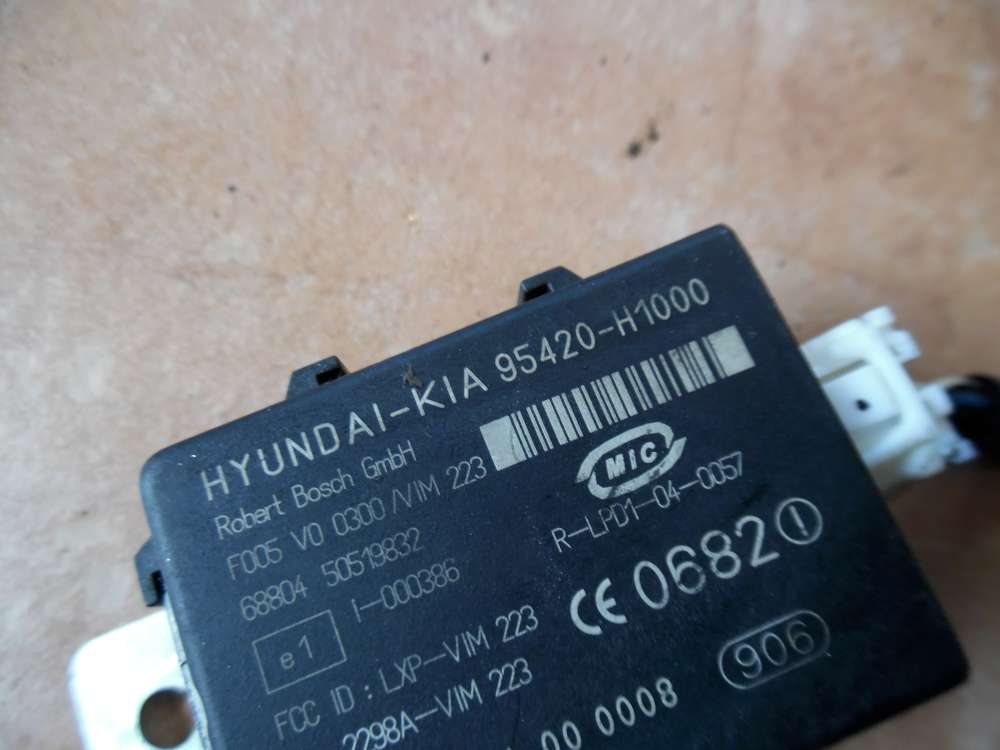 HYUNDAI-KIA 95420-H1000
Robert Bosch GmbH
F005 V0 0300/VIM 223
68804 50519832
MIC
R-LPD1-04-0057
e1 I-000386
CE 0682
FCC ID : LXP-VIM 223
2298A-VIM 223
906
00 0008